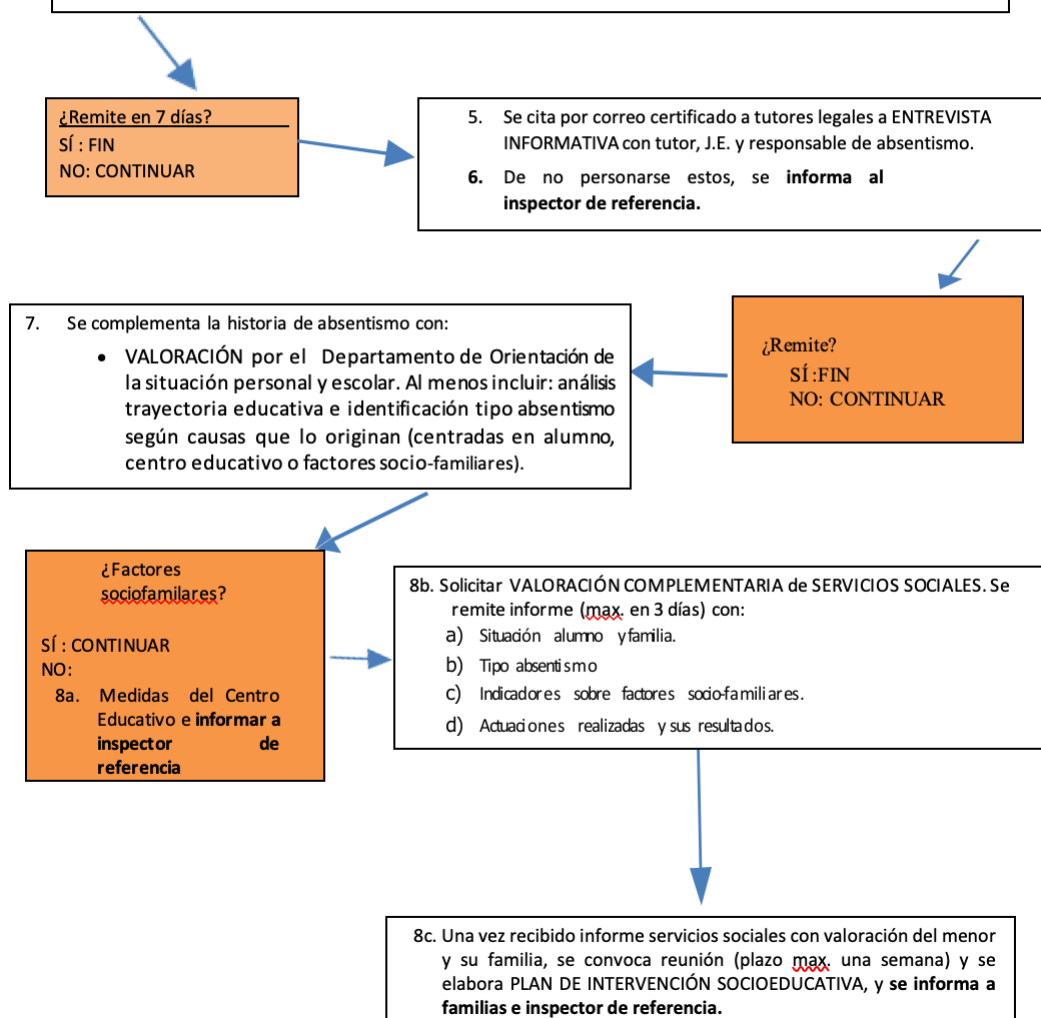 ¿Remite en 7 días?
SÍ : FIN
NO: CONTINUAR
5. Se cita por correo certificado a tutores legales a ENTREVISTA
INFORMATIVA con tutor, J.E. y responsable de absentismo.
6. De no personarse estos, se informa al
inspector de referencia.
¿Remite?
SÍ :FIN
NO: CONTINUAR
7. Se complementa la historia de absentismo con:
• VALORACIÓN por el Departamento de Orientación de
la situación personal y escolar. Al menos incluir: análisis
trayectoria educativa e identificación tipo absentismo
según causas que lo originan (centradas en alumno,
centro educativo o factores socio-familiares).
¿Factores
sociofamilares?
SÍ : CONTINUAR
NO:
8a. Medidas del Centro
Educativo e informar a
inspector de
referencia
8b. Solicitar VALORACIÓN COMPLEMENTARIA de SERVICIOS SOCIALES. Se
remite informe (max. en 3 días) con:
a) Situación alumno y familia.
b) Tipo absentismo
c) Indicadores sobre factores socio-familiares.
d) Actuaciones realizadas y sus resultados.
8c. Una vez recibido informe servicios sociales con valoración del menor
y su familia, se convoca reunión (plazo max. una semana) y se
elabora PLAN DE INTERVENCIÓN SOCIOEDUCATIVA, y se informa a
familias e inspector de referencia.